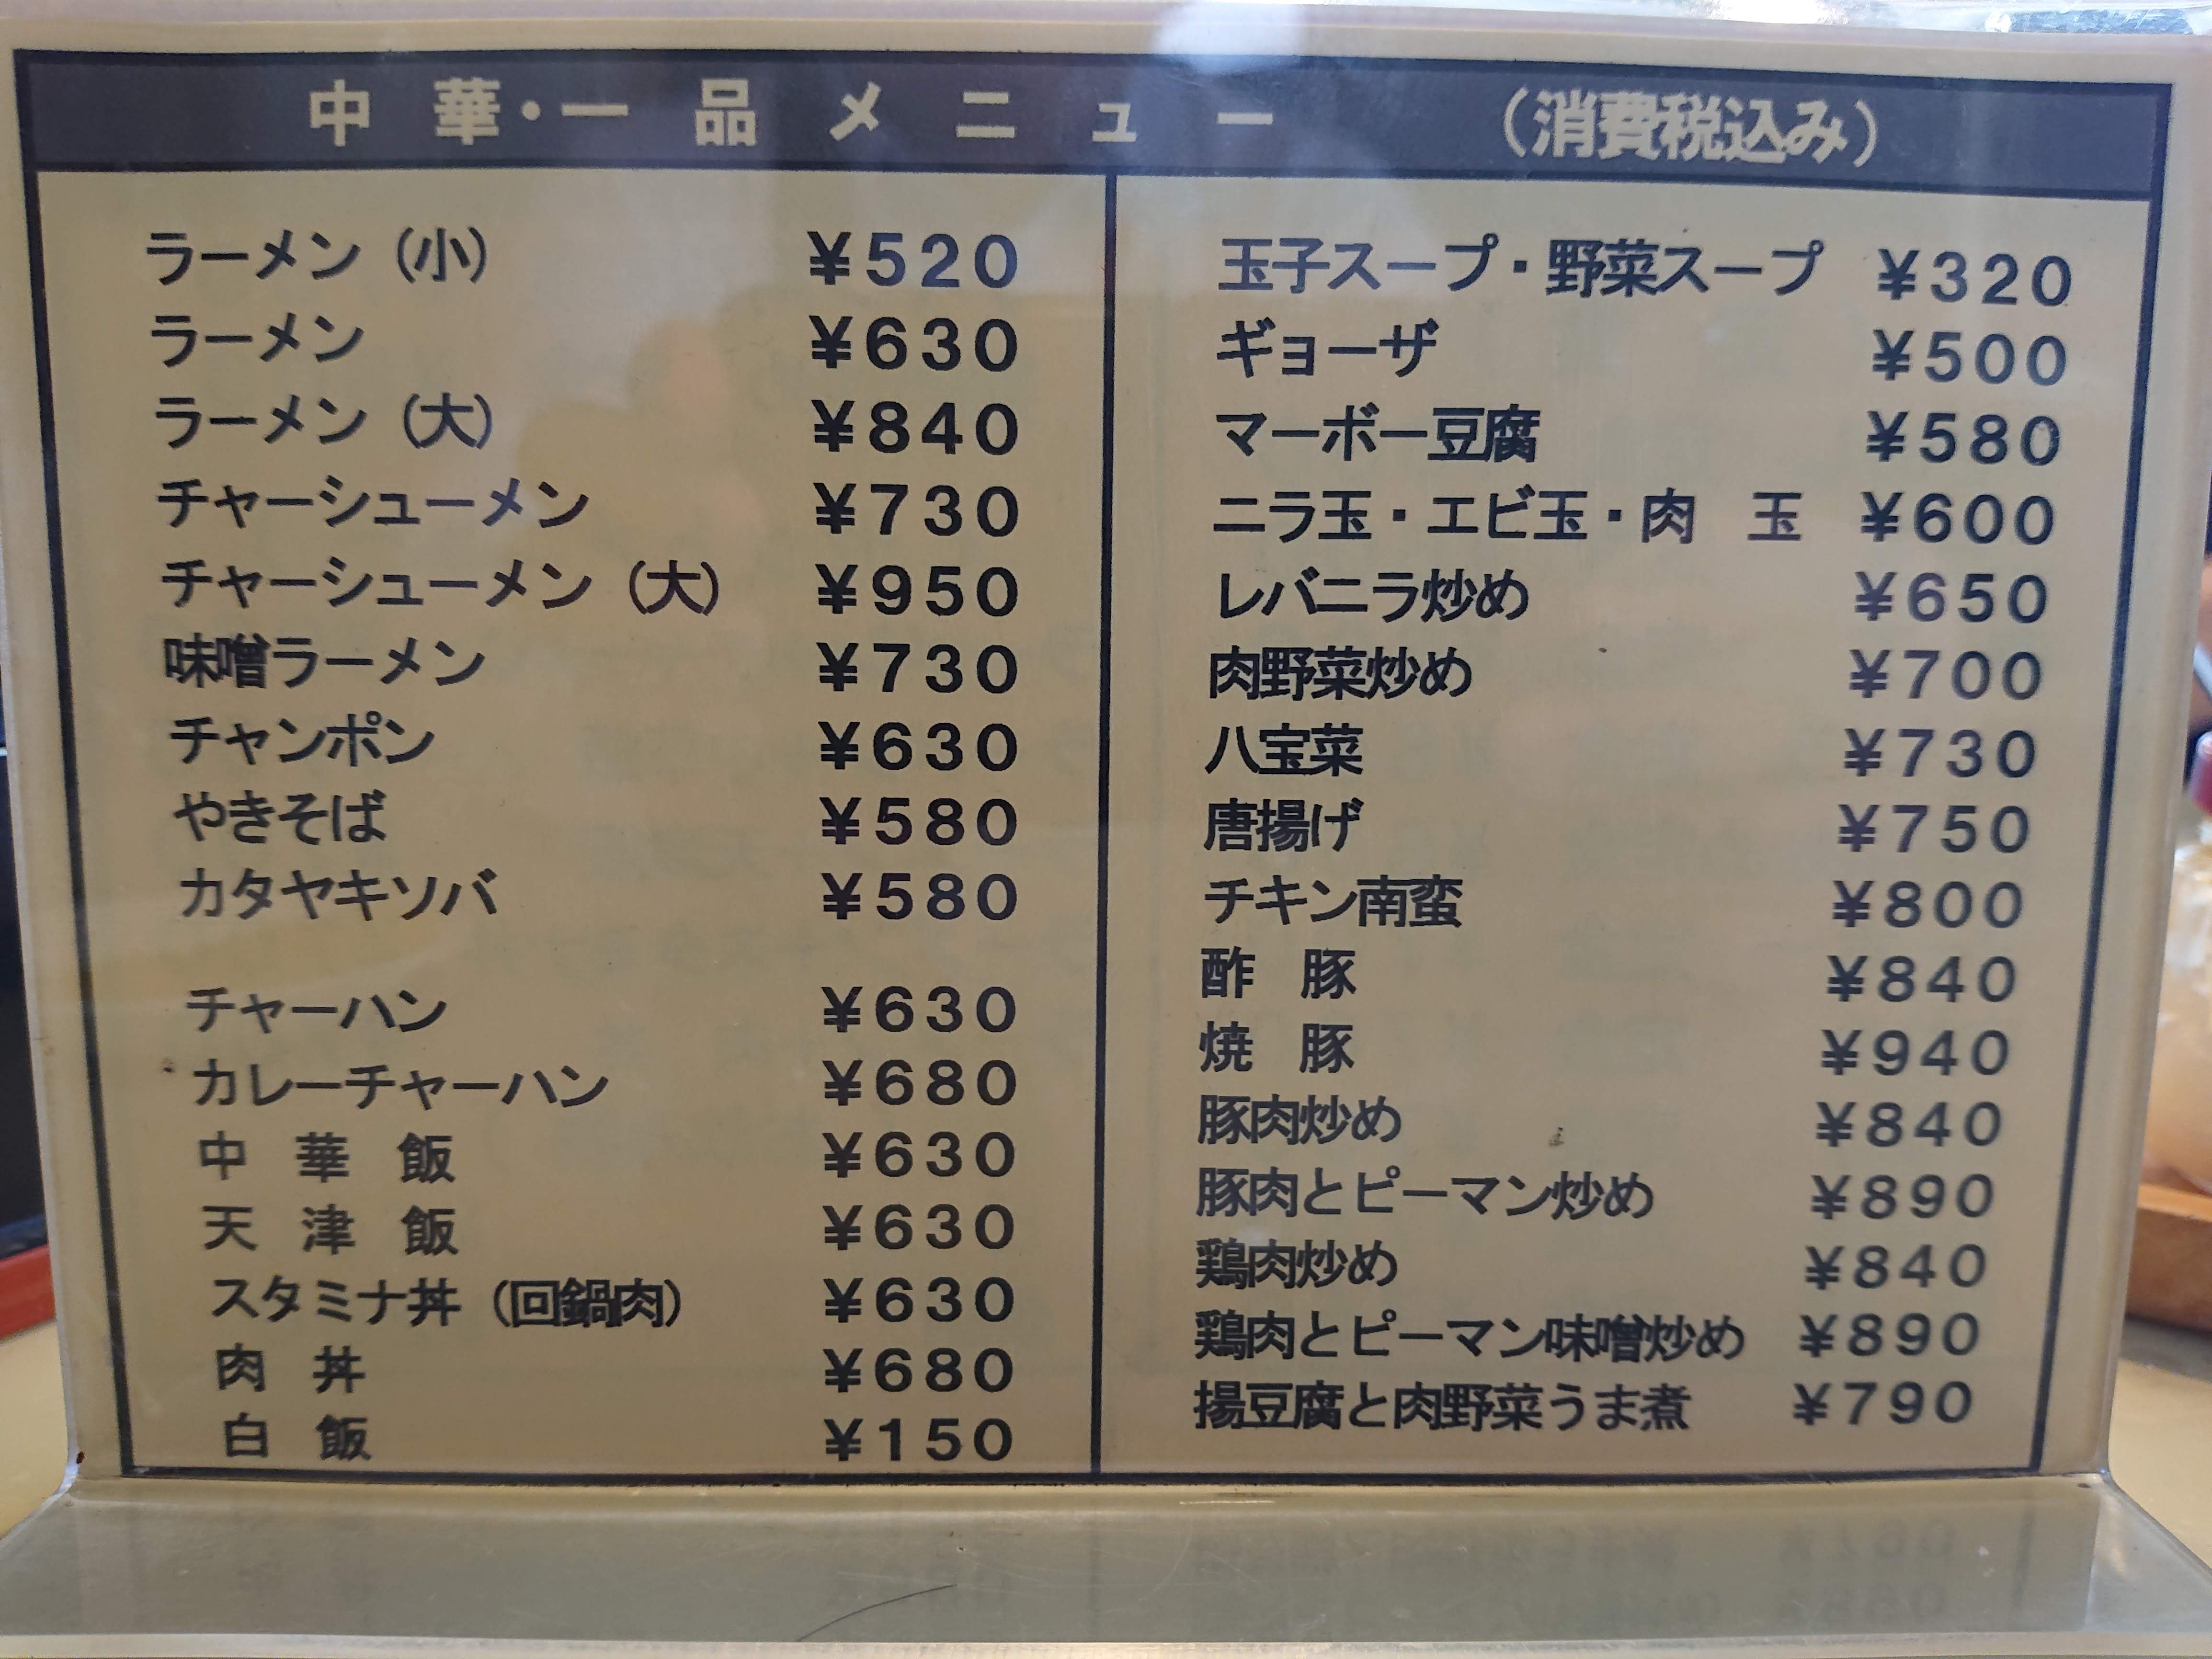 中華・一品メニュー (消費税込み)
ラーメン (小) ¥520
ラーメン ¥630
ラーメン (大) ¥840
チャーシューメン ¥730
チャーシューメン (大) ¥950
味噌ラーメン ¥730
チャンポン ¥630
やきそば ¥580
カタヤキソバ ¥580
チャーハン ¥630
カレーチャーハン ¥680
中華飯 ¥630
天津飯 ¥630
スタミナ丼 (回鍋肉) ¥630
肉丼 ¥680
白飯 ¥150
玉子スープ・野菜スープ ¥320
ギョーザ ¥500
マーボー豆腐 ¥580
ニラ玉・エビ玉・肉玉 ¥600
レバニラ炒め ¥650
肉野菜炒め ¥700
八宝菜 ¥730
唐揚げ ¥750
チキン南蛮 ¥800
酢豚 ¥840
焼豚 ¥940
豚肉炒め ¥840
豚肉とピーマン炒め ¥890
鶏肉炒め ¥840
鶏肉とピーマン味噌炒め ¥890
揚豆腐と肉野菜うま煮 ¥790